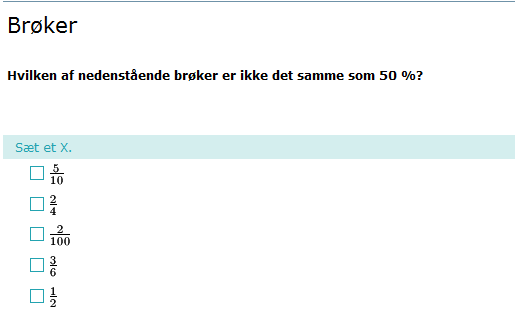 Brøker
Hvilken af nedenstående brøker er ikke det samme som 50 %?
Sæt et X.
5/10
2/4
2/100
3/6
1/2